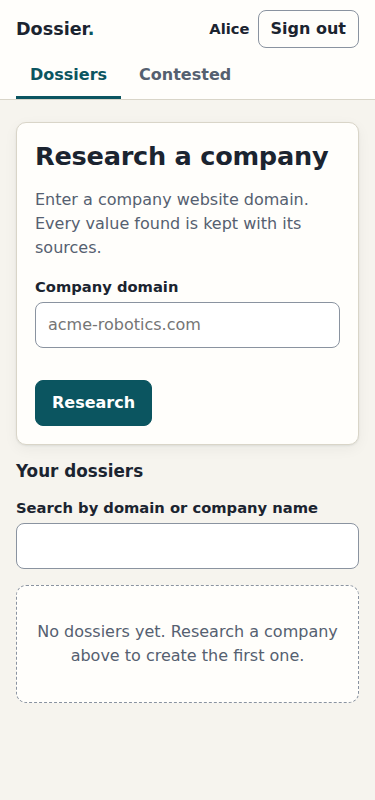 Dossier.
Alice
Sign out
Dossiers
Contested
Research a company
Enter a company website domain.
Every value found is kept with its
sources.
Company domain
acme-robotics.com
Research
Your dossiers
Search by domain or company name
No dossiers yet. Research a company
above to create the first one.